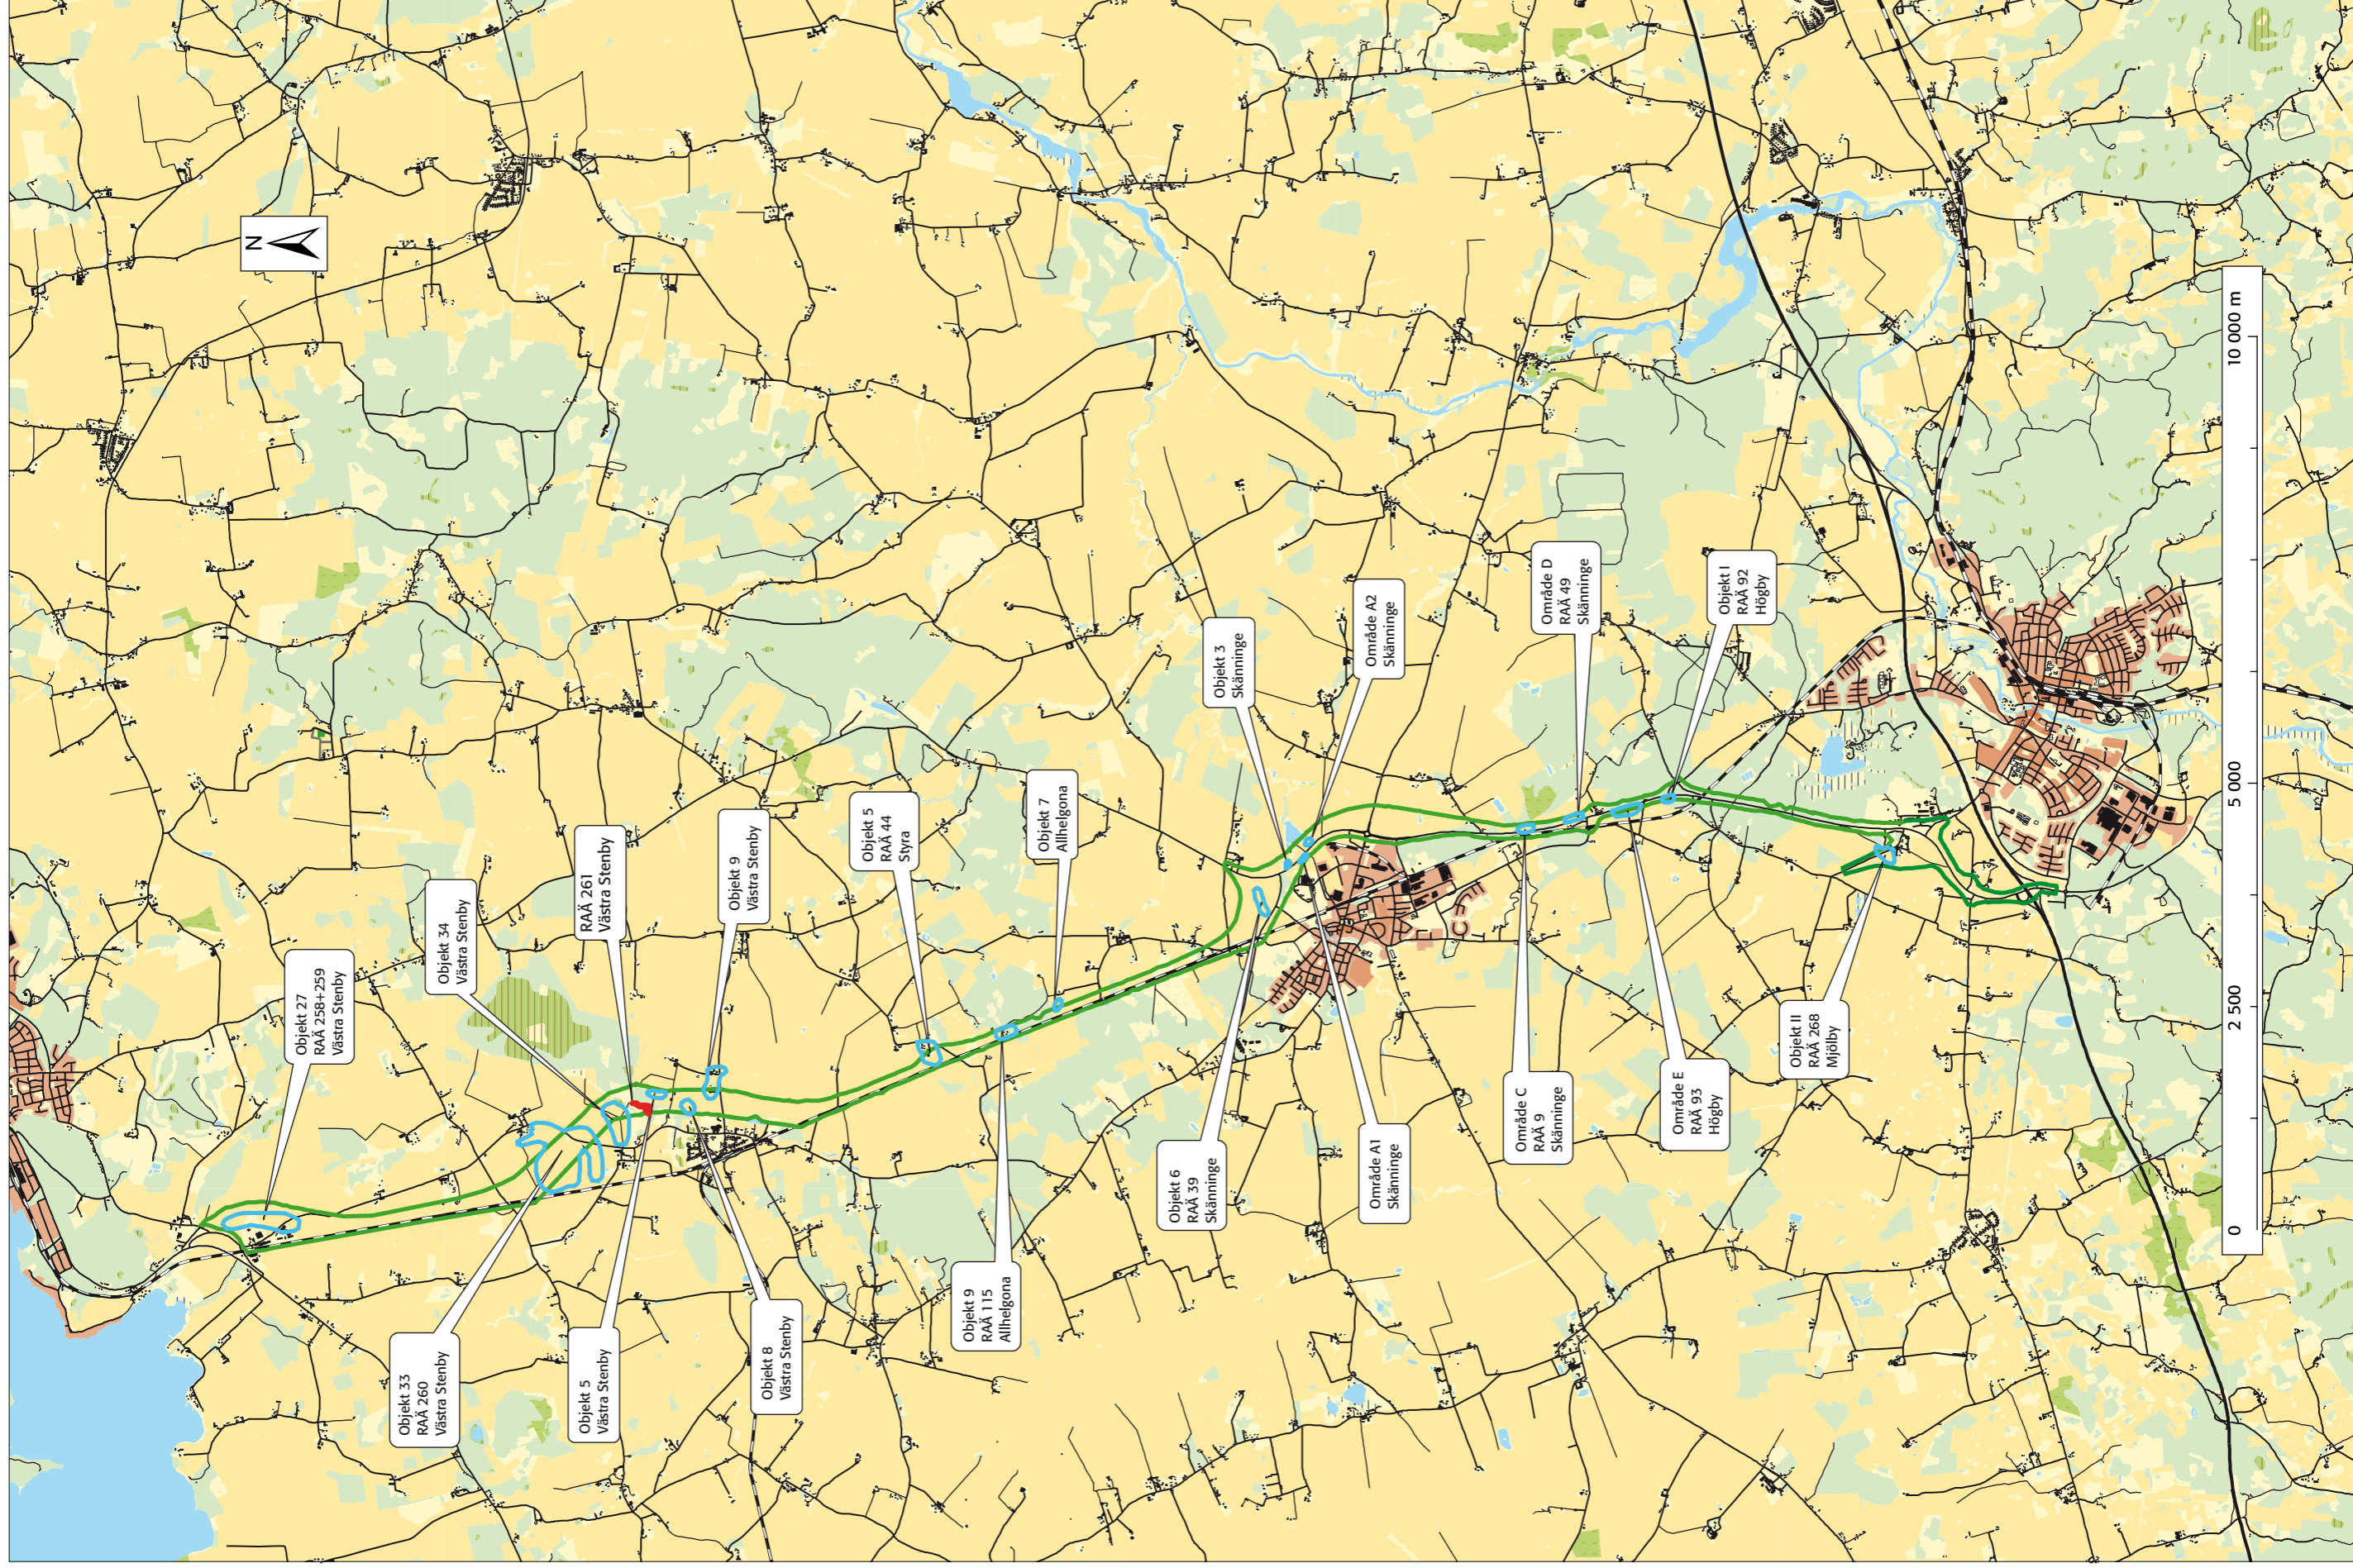 N
Objekt 27
RAÄ 258+259
Västra Stenby
Objekt 34
Västra Stenby
RAÄ 261
Västra Stenby
Objekt 9
Västra Stenby
Objekt 5
RAÄ 44
Styra
Objekt 7
Allhelgona
Objekt 3
Skänninge
Område A2
Skänninge
Område D
RAÄ 49
Skänninge
Objekt I
RAÄ 92
Högby
Objekt 33
RAÄ 260
Västra Stenby
Objekt 5
Västra Stenby
Objekt 8
Västra Stenby
Objekt 9
RAÄ 115
Allhelgona
Objekt 6
RAÄ 39
Skänninge
Område A1
Skänninge
Område C
RAÄ 9
Skänninge
Område E
RAÄ 93
Högby
Objekt II
RAÄ 268
Mjölby
0
2 500
5 000
10 000 m